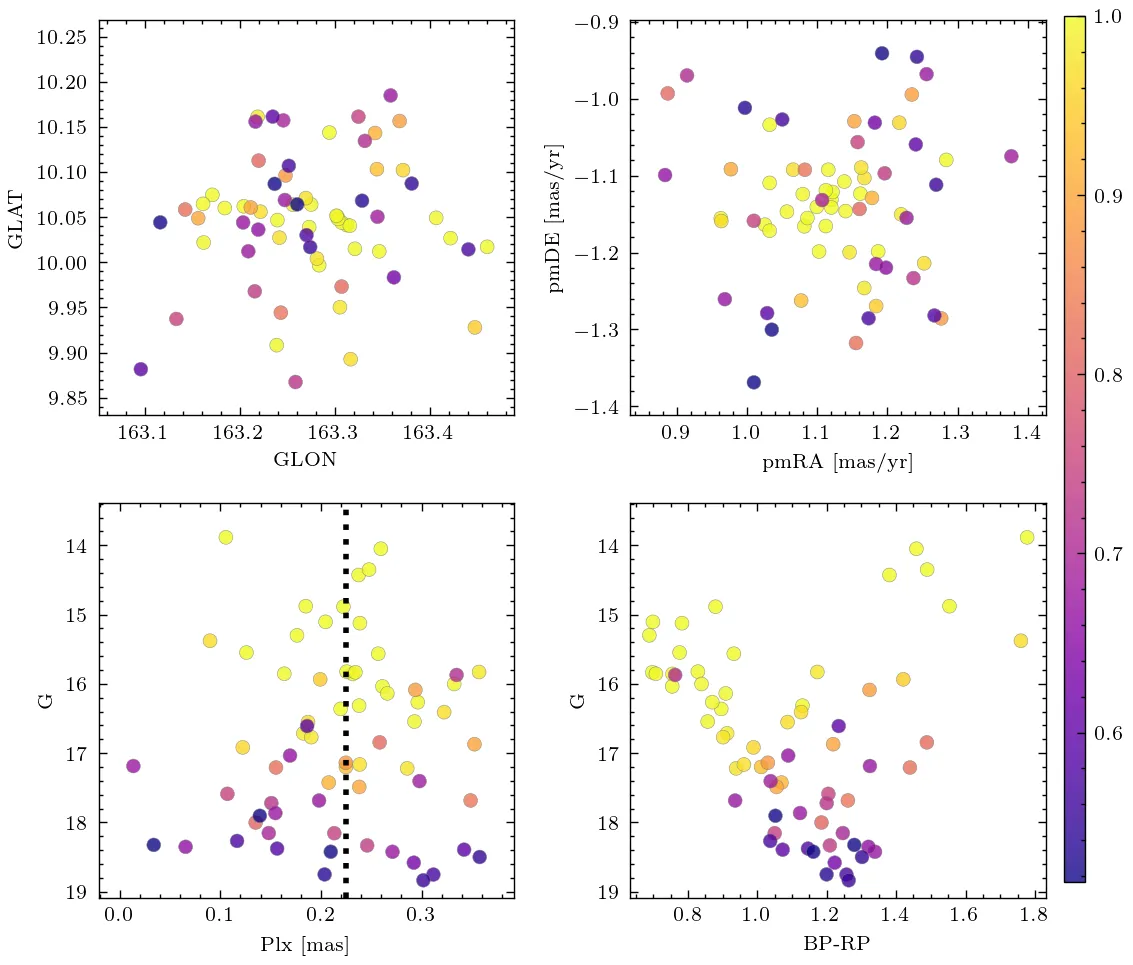 10.25
10.20
10.15
10.10
10.05
10.00
9.95
9.90
9.85
GLAT
163.1 163.2 163.3 163.4
GLON
−0.9
−1.0
−1.1
−1.2
−1.3
−1.4
pmDE [mas/yr]
0.9 1.0 1.1 1.2 1.3 1.4
pmRA [mas/yr]
14
15
16
17
18
19
G
0.0 0.1 0.2 0.3
Plx [mas]
14
15
16
17
18
19
G
0.8 1.0 1.2 1.4 1.6 1.8
BP-RP
1.0
0.9
0.8
0.7
0.6